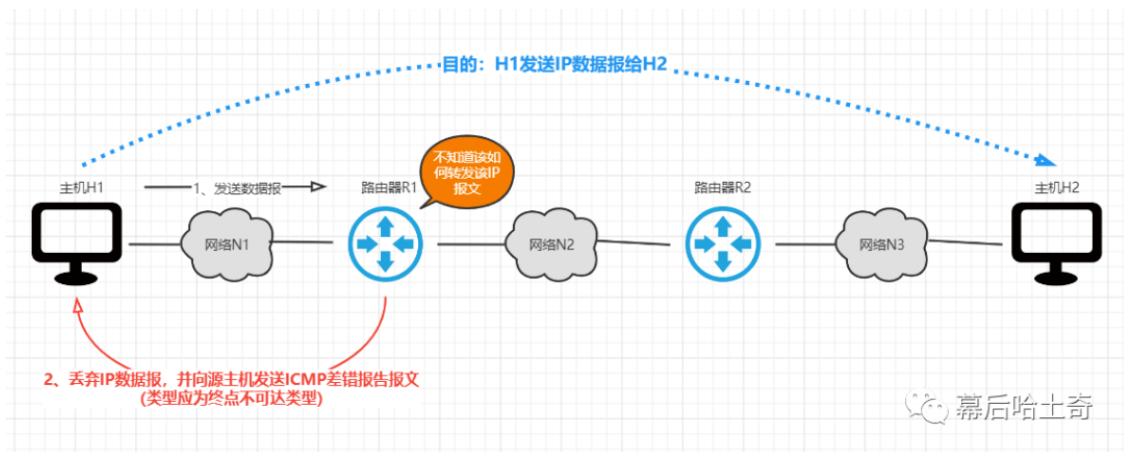 目的：H1发送IP数据报给H2
不知道该如
何转发该IP
报文
主机H1
1、发送数据报
路由器R1
路由器R2
主机H2
网络N1
网络N2
网络N3
2、丢弃IP数据报，并向源主机发送ICMP差错报告报文
(类型应为终点不可达类型)
幕后哈土奇